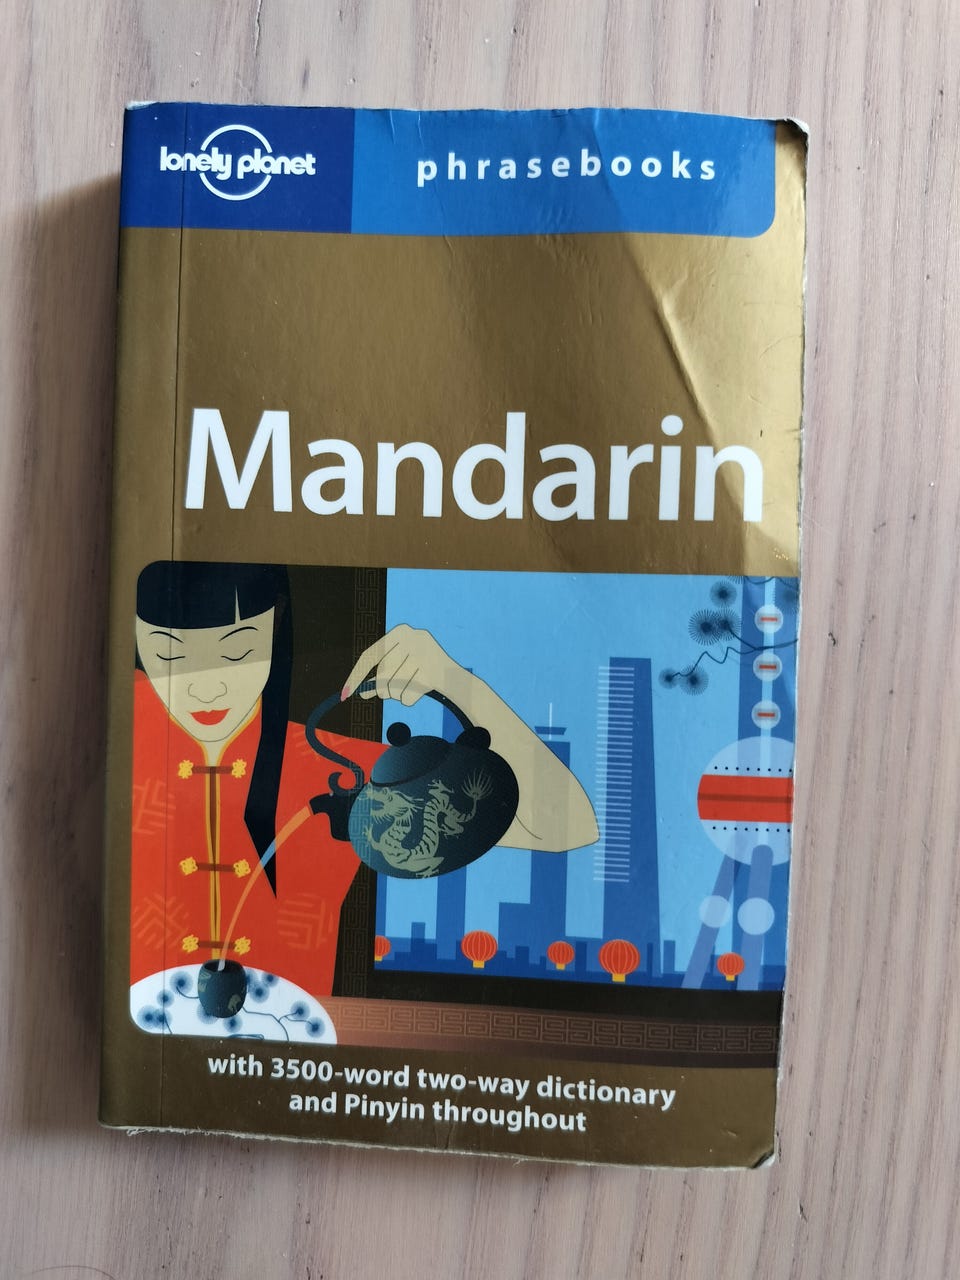 lonely planet
phrasebooks
Mandarin
with 3500-word two-way dictionary
and Pinyin throughout